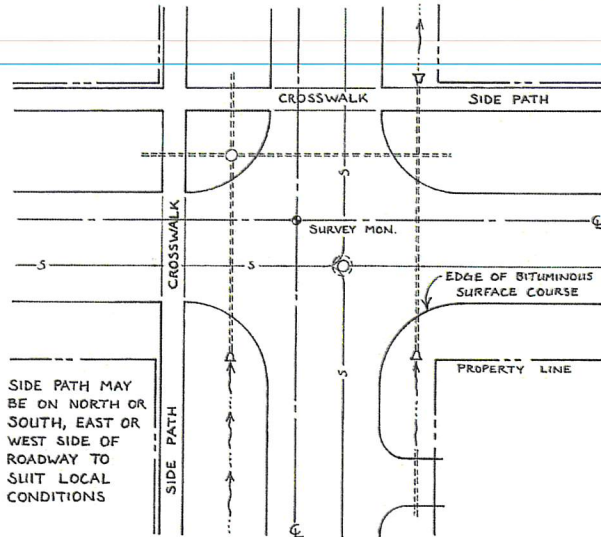 CROSSWALK
SIDE PATH
CROSSWALK
S
SURVEY MON.
℄
S
S
EDGE OF BITUMINOUS
SURFACE COURSE
PROPERTY LINE
S
SIDE PATH MAY
BE ON NORTH OR
SOUTH, EAST OR
WEST SIDE OF
ROADWAY TO
SUIT LOCAL
CONDITIONS
SIDE PATH
℄